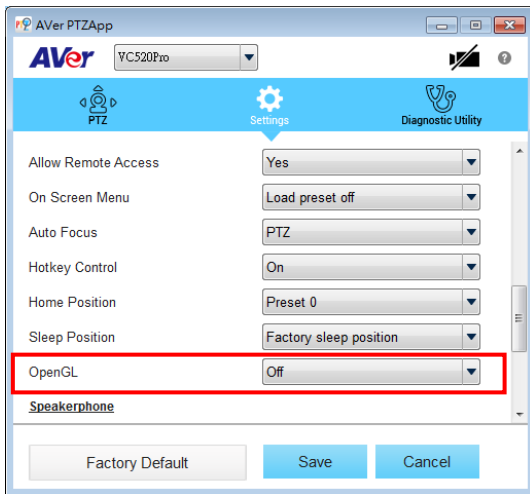 AVer PTZApp
AVer VC520Pro
PTZ Settings Diagnostic Utility
Allow Remote Access Yes
On Screen Menu Load preset off
Auto Focus PTZ
Hotkey Control On
Home Position Preset 0
Sleep Position Factory sleep position
OpenGL Off
Speakerphone
Factory Default Save Cancel